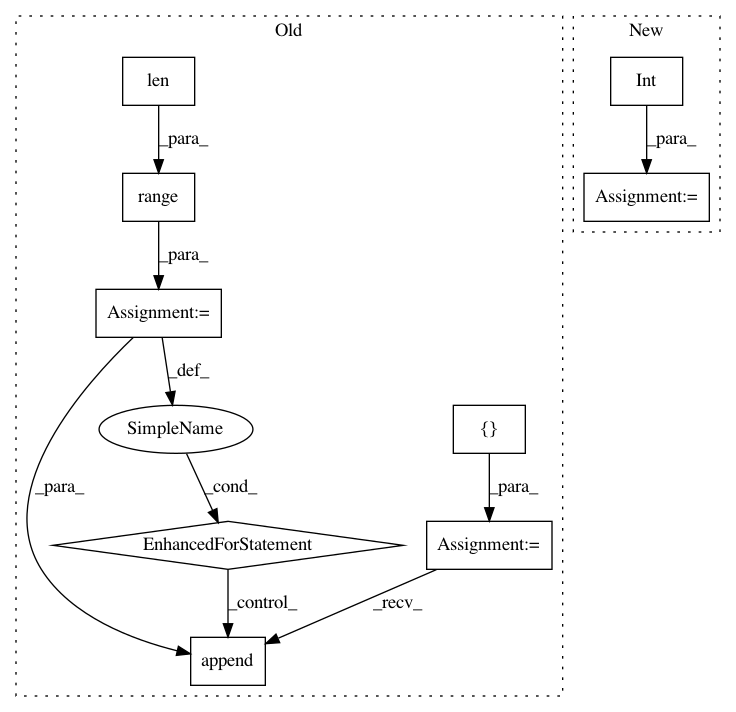 Old
New
len
Int
_para_
_para_
range
Assignment:=
_para_
Assignment:=
_def_
SimpleName
{}
_para_
_cond_
_para_
EnhancedForStatement
Assignment:=
_control_
_recv_
append